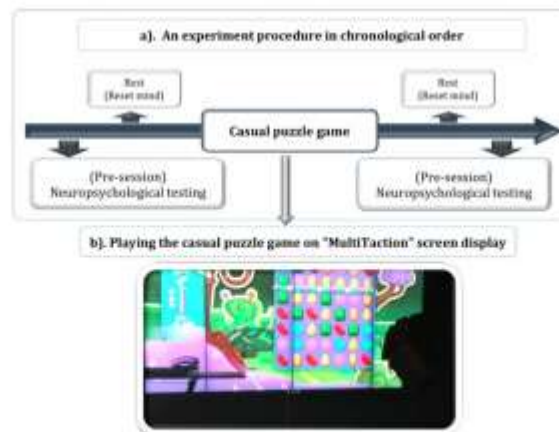 a). An experiment procedure in chronological order
Rest
(Reset mind)
Rest
(Reset mind)
Casual puzzle game
(Pre-session)
Neuropsychological testing
(Pre-session)
Neuropsychological testing
b). Playing the casual puzzle game on "MultiTaction" screen display